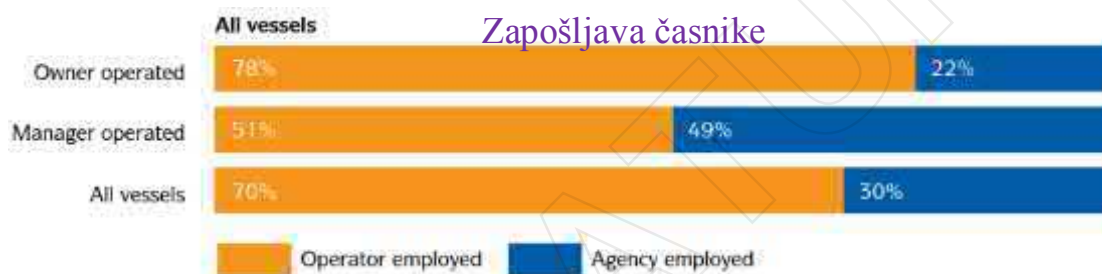 All vessels
Zapošljava časnike
Owner operated 78% 22%
Manager operated 51% 49%
All vessels 70% 30%
Operator employed Agency employed